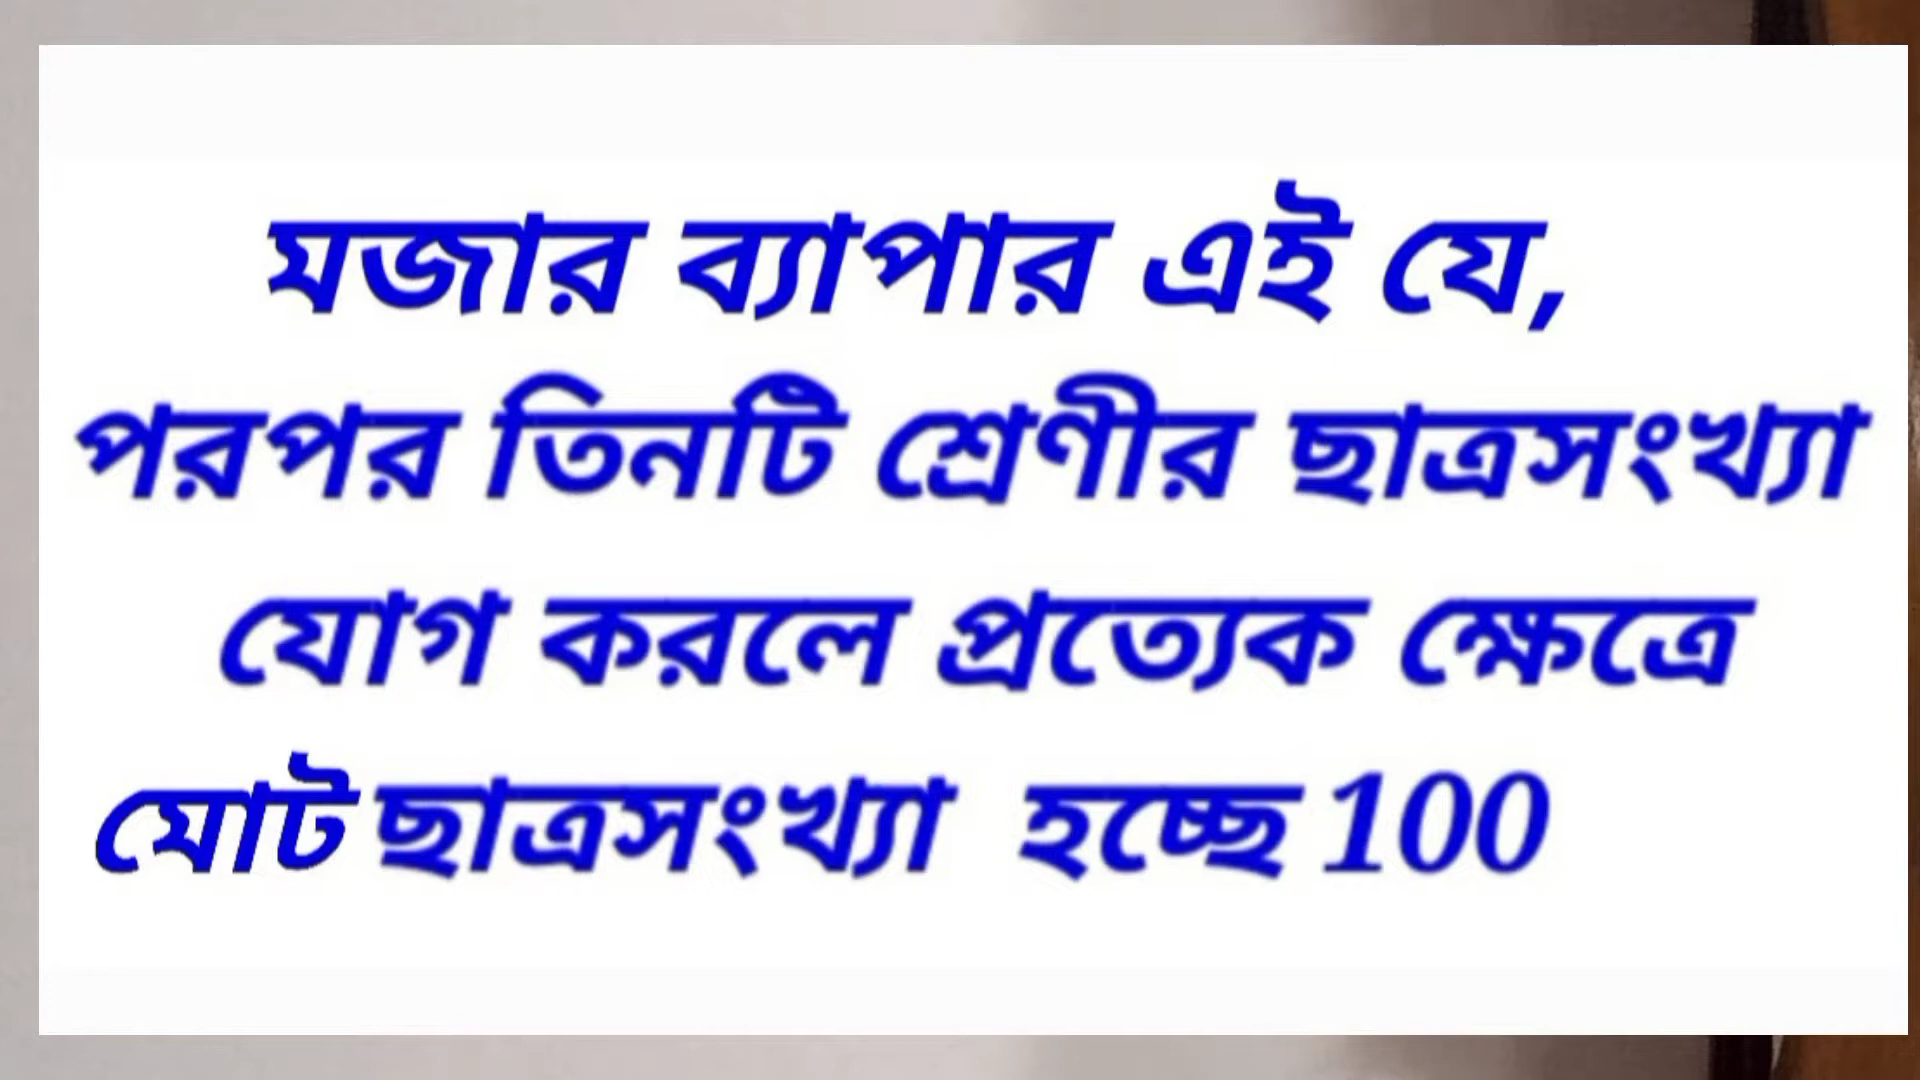 মজার ব্যাপার এই যে,
পরপর তিনটি শ্রেণীর ছাত্রসংখ্যা
যোগ করলে প্রত্যেক ক্ষেত্রে
মোট ছাত্রসংখ্যা হচ্ছে 100